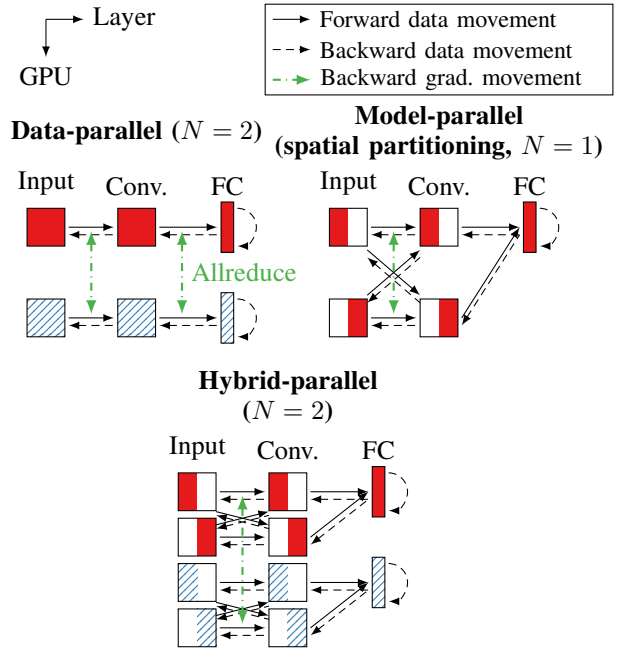 Layer
GPU
Forward data movement
Backward data movement
Backward grad. movement
Data-parallel (N = 2)
Model-parallel
(spatial partitioning, N = 1)
Input Conv. FC
Input Conv. FC
Allreduce
Hybrid-parallel
(N = 2)
Input Conv. FC